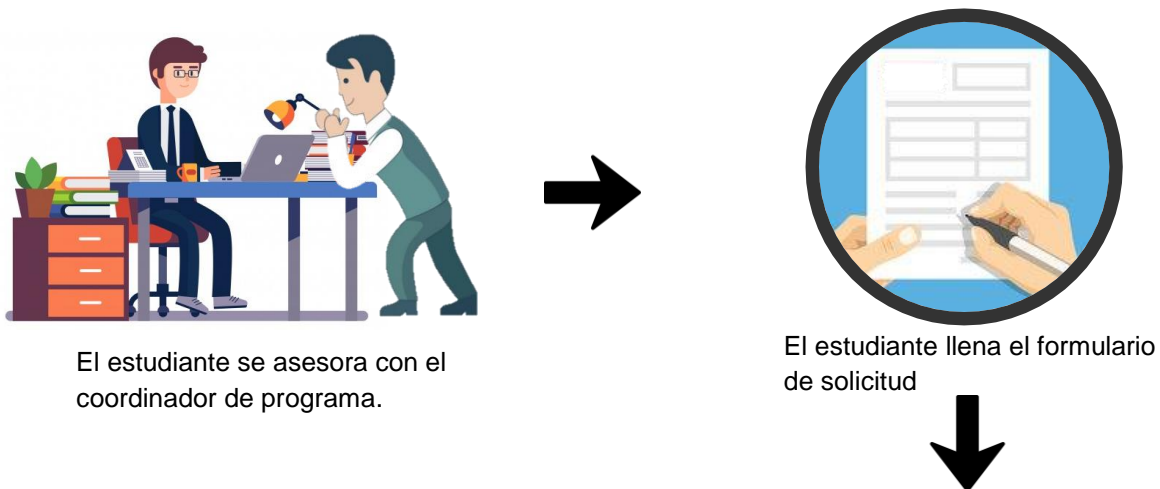 El estudiante se asesora con el
coordinador de programa.
El estudiante llena el formulario
de solicitud